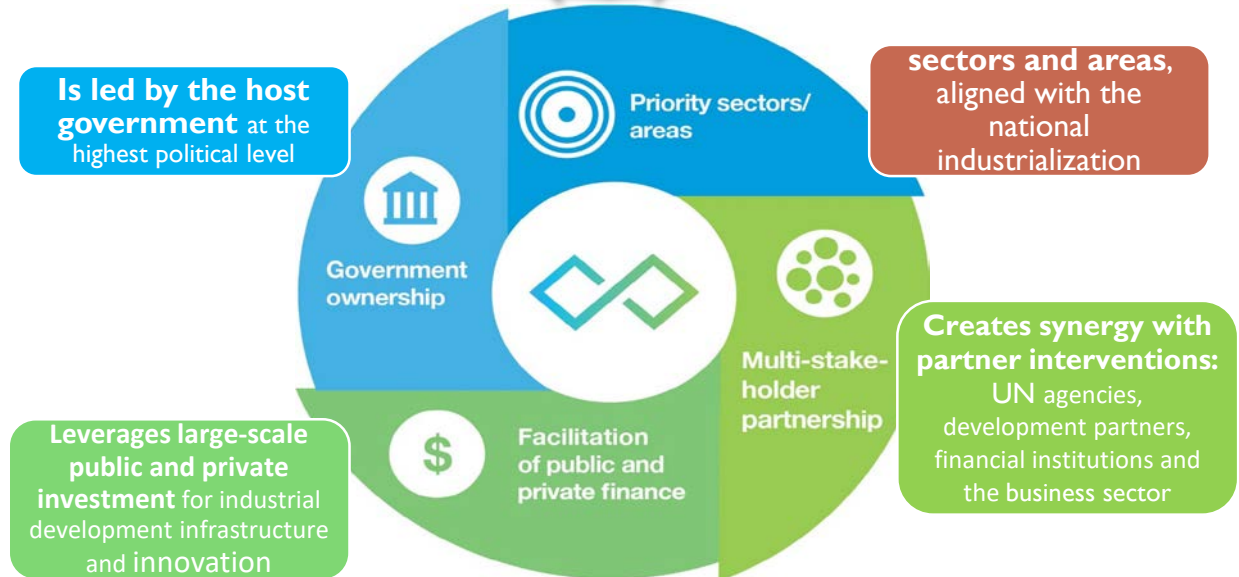 Is led by the host
government at the
highest political level
Priority sectors/
areas
sectors and areas,
aligned with the
national
industrialization
Government
ownership
Multi-stake-
holder
partnership
Creates synergy with
partner interventions:
UN agencies,
development partners,
financial institutions and
the business sector
Leverages large-scale
public and private
investment for industrial
development infrastructure
and innovation
$
Facilitation
of public and
private finance